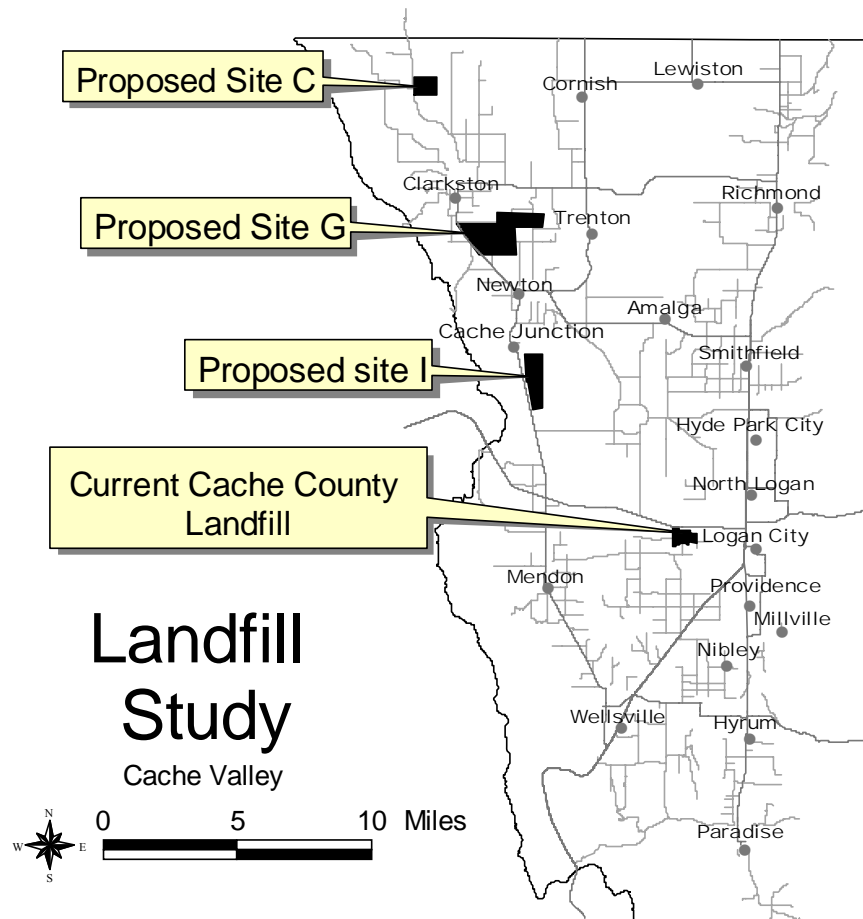 Proposed Site C
Lewiston
Cornish
Clarkston
Richmond
Proposed Site G
Trenton
Newton
Amalga
Cache Junction
Smithfield
Proposed site I
Hyde Park City
North Logan
Current Cache County
Landfill
Logan City
Mendon
Providence
Millville
Nibley
Landfill
Study
Cache Valley
Wellsville
Hyrum
0 5 10 Miles
N
W E
S
Paradise